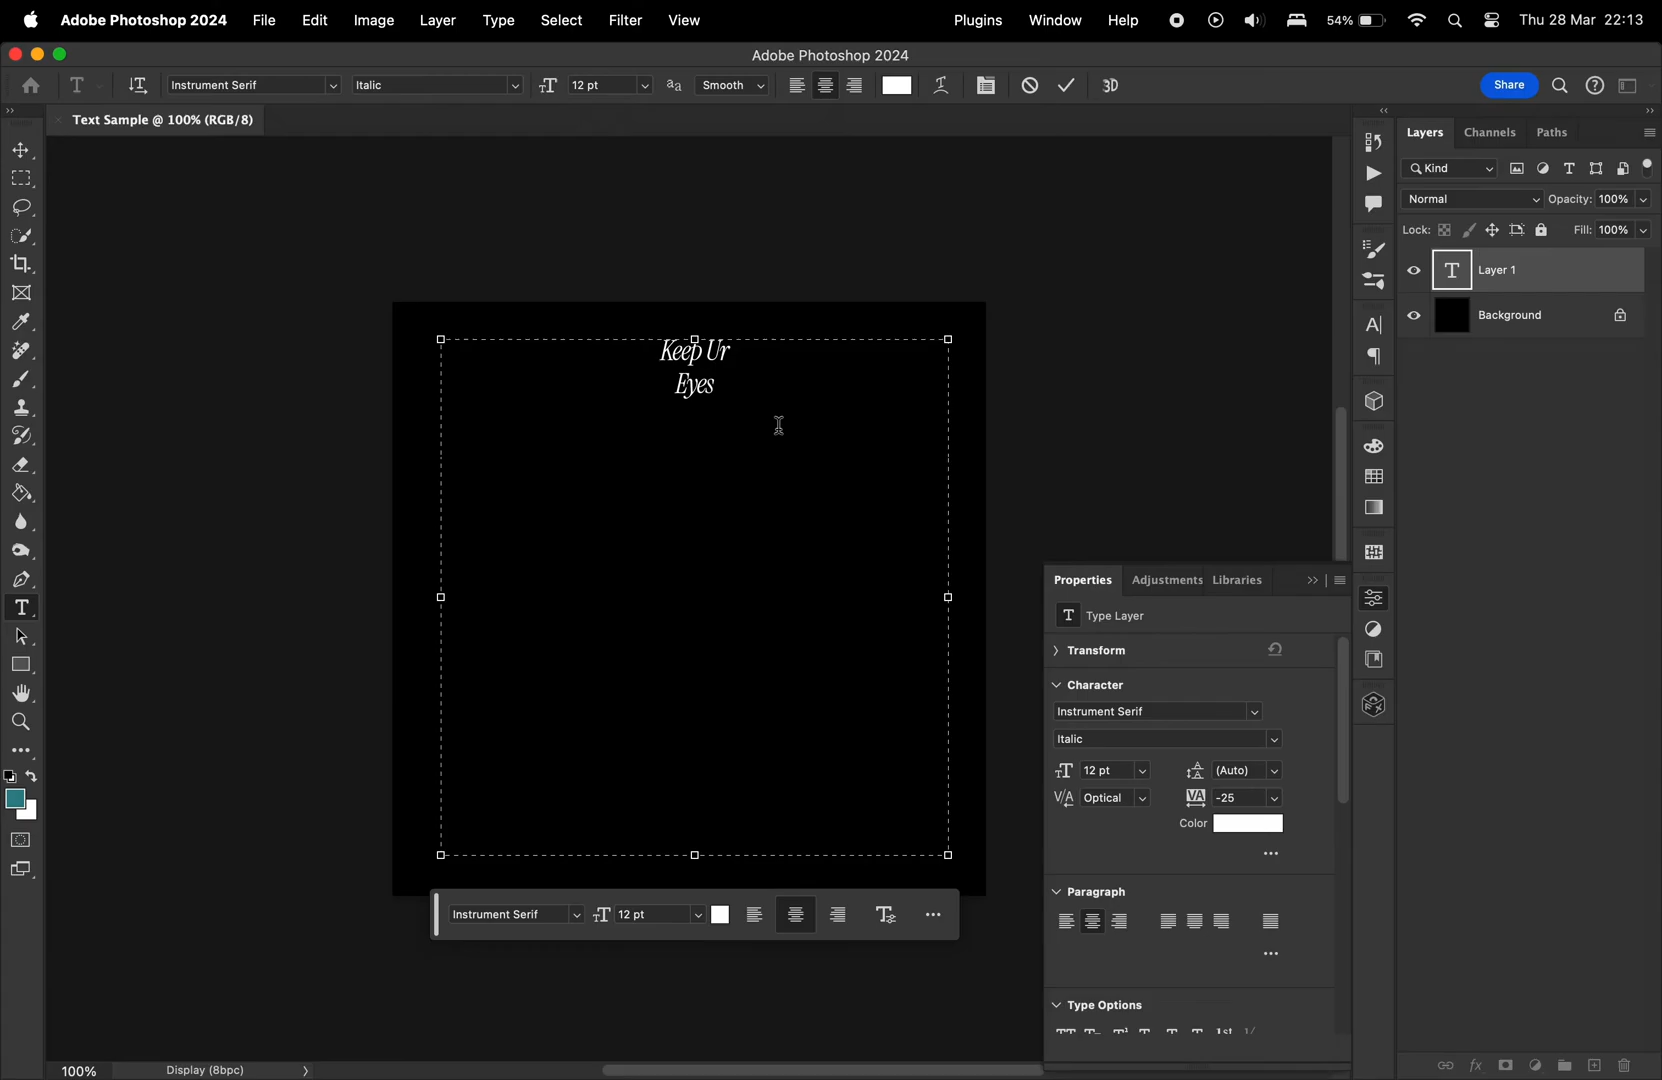 Adobe Photoshop 2024 File Edit Image Layer Type Select Filter View Plugins Window Help 54% Thu 28 Mar 22:13
Adobe Photoshop 2024
Instrument Serif Italic 12 pt aa Smooth 3D Share
Text Sample @ 100% (RGB/8)
Layers Channels Paths
Kind
Normal Opacity: 100%
Lock: Fill: 100%
Layer 1
Background
Keep Ur
Eyes
Properties Adjustments Libraries
Type Layer
Transform
Character
Instrument Serif
Italic
12 pt (Auto)
Optical -25
Color
Paragraph
Type Options
Instrument Serif 12 pt
100% Display (8bpc)